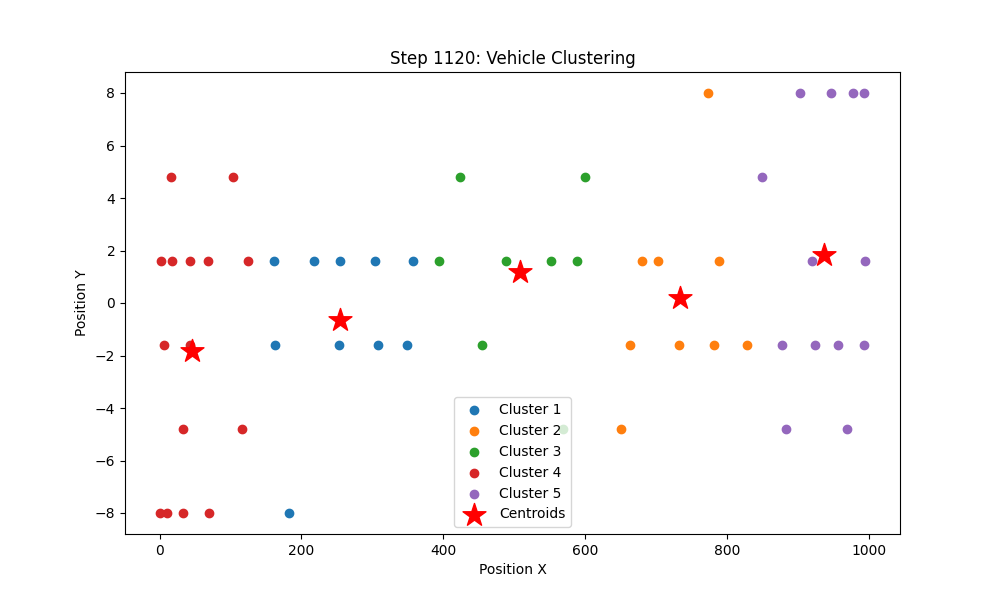 Step 1120: Vehicle Clustering
8
6
4
2
0
−2
−4
−6
−8
Position Y
Cluster 1
Cluster 2
Cluster 3
Cluster 4
Cluster 5
Centroids
0 200 400 600 800 1000
Position X